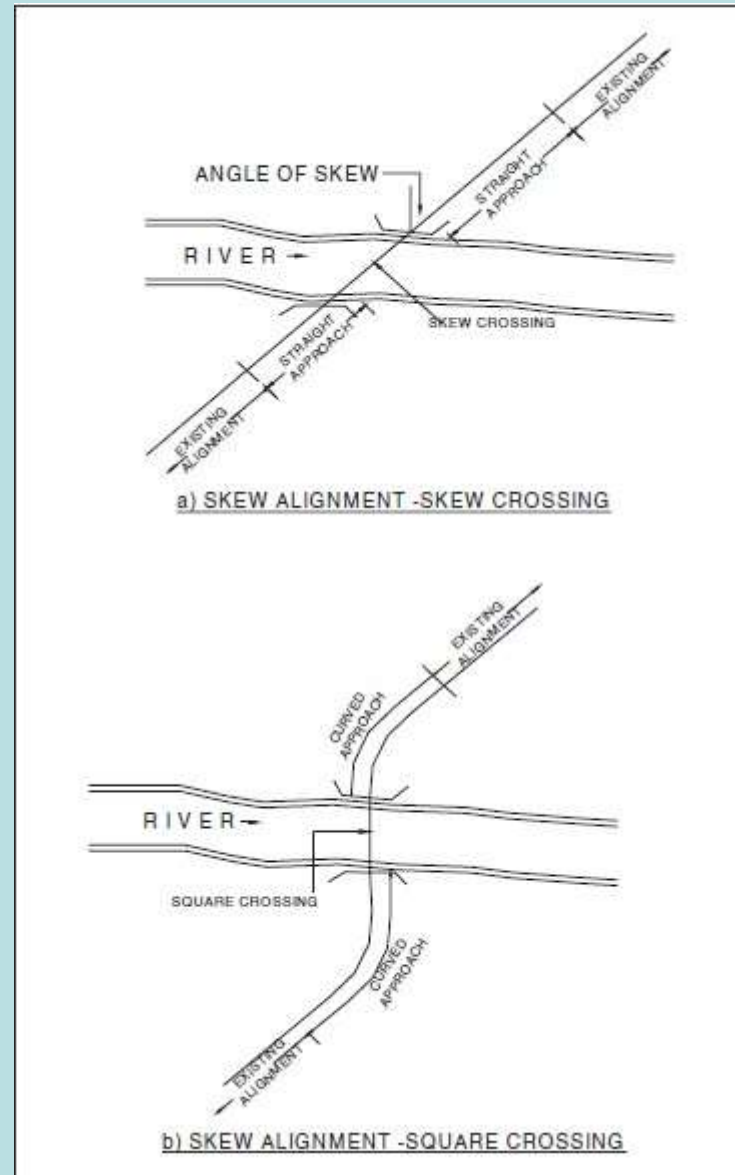 EXISTING
ALIGNMENT
ANGLE OF SKEW
STRAIGHT
APPROACH
RIVER
SKEW CROSSING
STRAIGHT
APPROACH
EXISTING
ALIGNMENT
a) SKEW ALIGNMENT -SKEW CROSSING
EXISTING
ALIGNMENT
CURVED
APPROACH
RIVER
SQUARE CROSSING
CURVED
APPROACH
EXISTING
ALIGNMENT
b) SKEW ALIGNMENT -SQUARE CROSSING